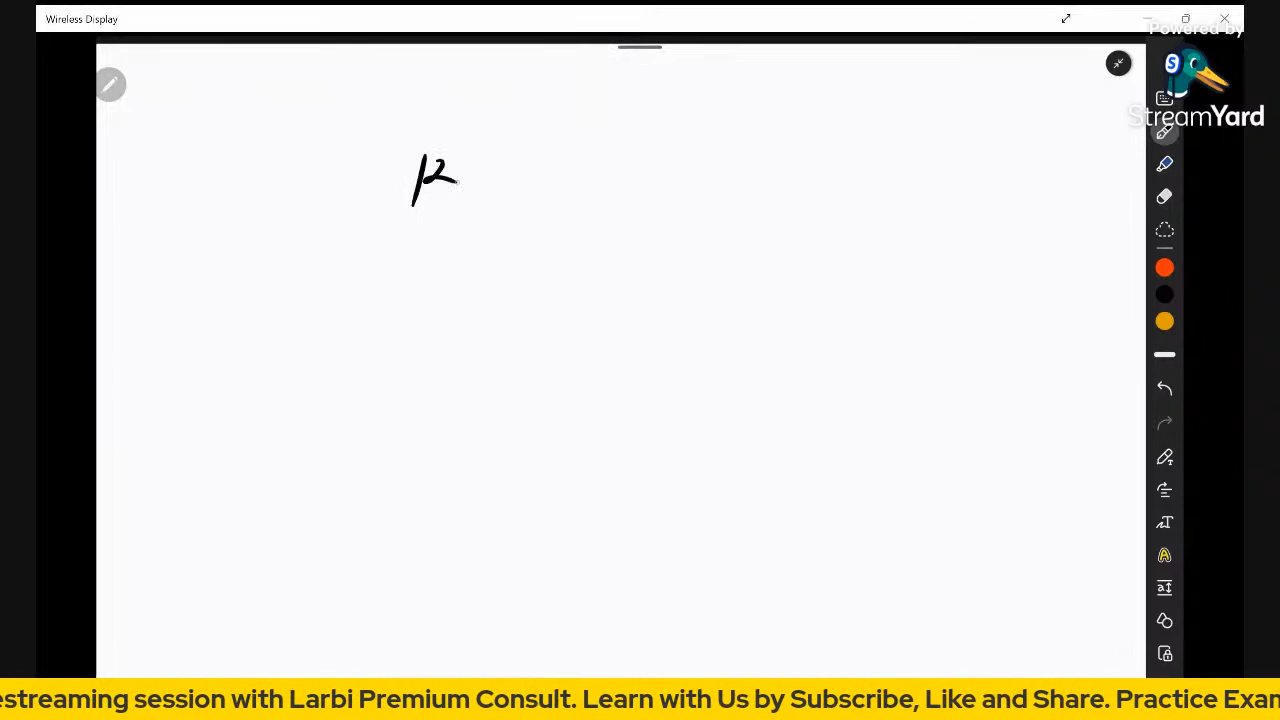 Wireless Display
Powered by
StreamYard
estreaming session with Larbi Premium Consult. Learn with Us by Subscribe, Like and Share. Practice Exan